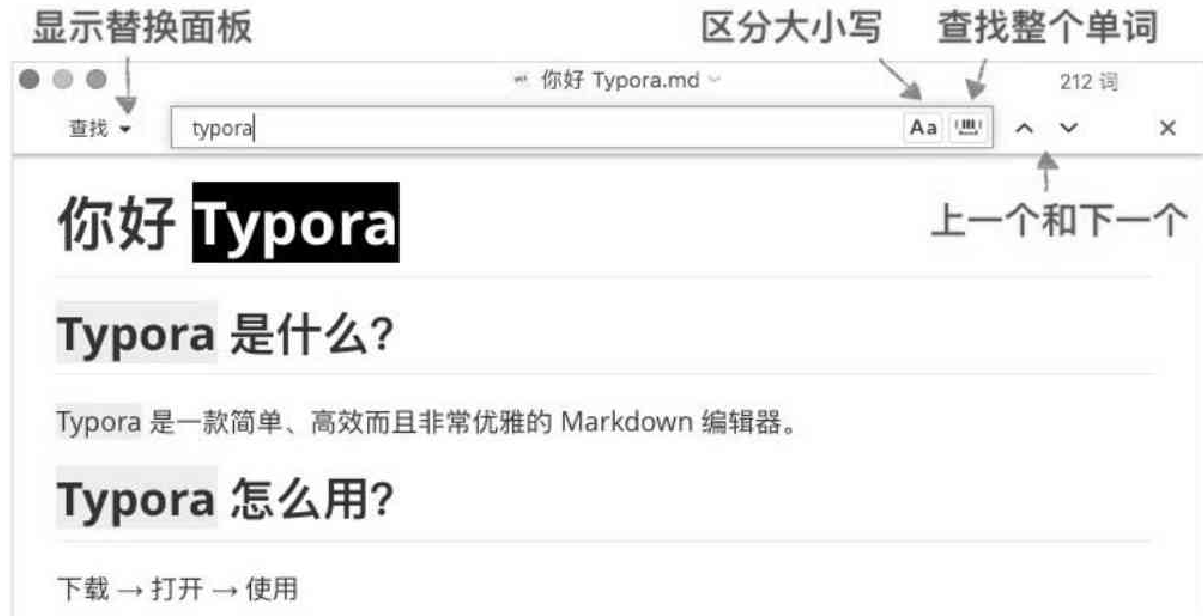 显示替换面板 区分大小写 查找整个单词
你好 Typora.md 212 词
查找 typora Aa
上一个和下一个
你好 Typora
Typora 是什么?
Typora 是一款简单、高效而且非常优雅的 Markdown 编辑器。
Typora 怎么用?
下载 → 打开 → 使用